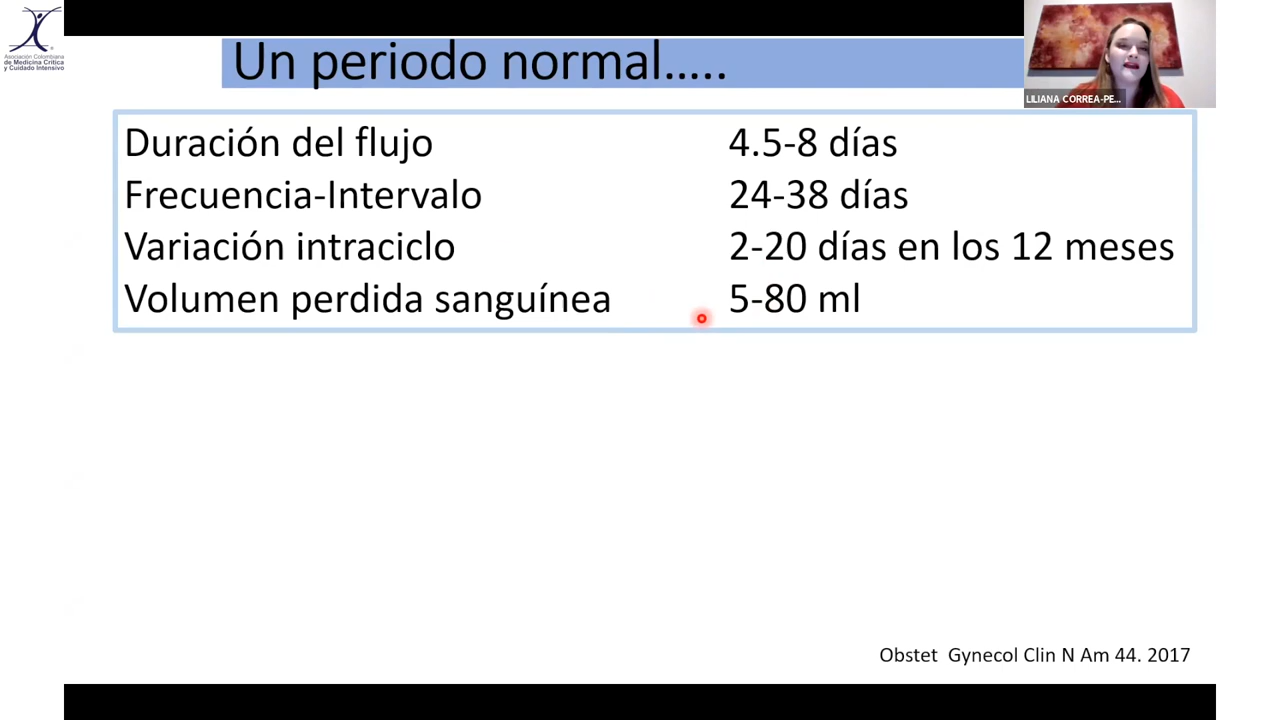 Asociación Colombiana
de Medicina Crítica
y Cuidado Intensivo
Un periodo normal…..
LILIANA CORREA-PE...
Duración del flujo 4.5-8 días
Frecuencia-Intervalo 24-38 días
Variación intraciclo 2-20 días en los 12 meses
Volumen perdida sanguínea 5-80 ml
Obstet Gynecol Clin N Am 44. 2017